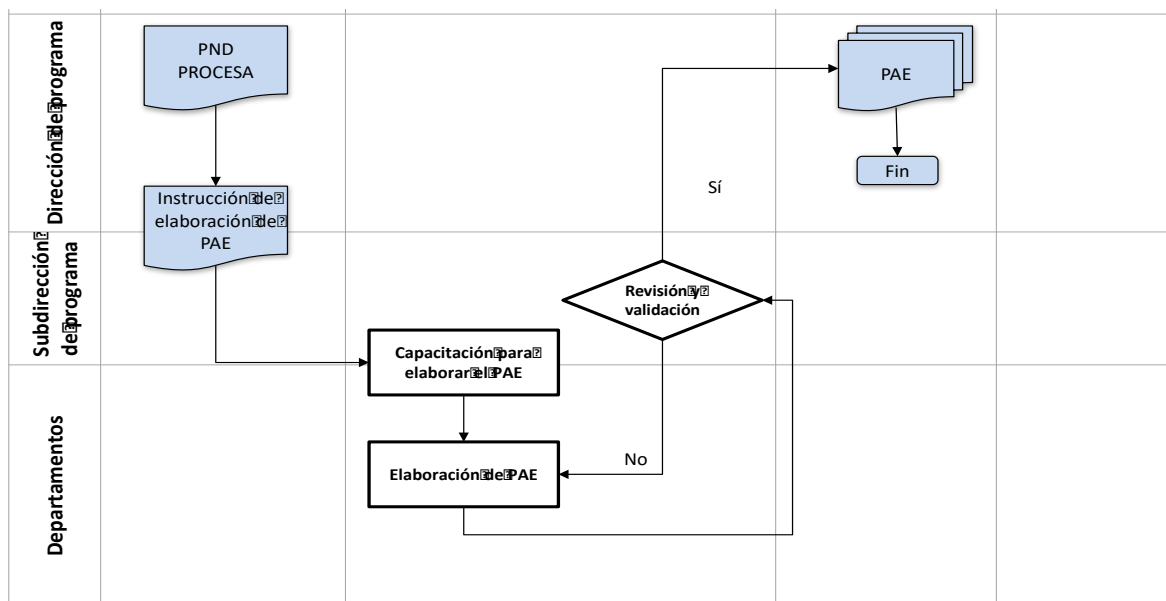 Dirección de programa
PND
PROCESA
Instrucción de
elaboración de
PAE
PAE
Fin
Sí
Subdirección
de programa
Revisión y
validación
Capacitación para
elaborar el PAE
Departamentos
Elaboración de PAE
No